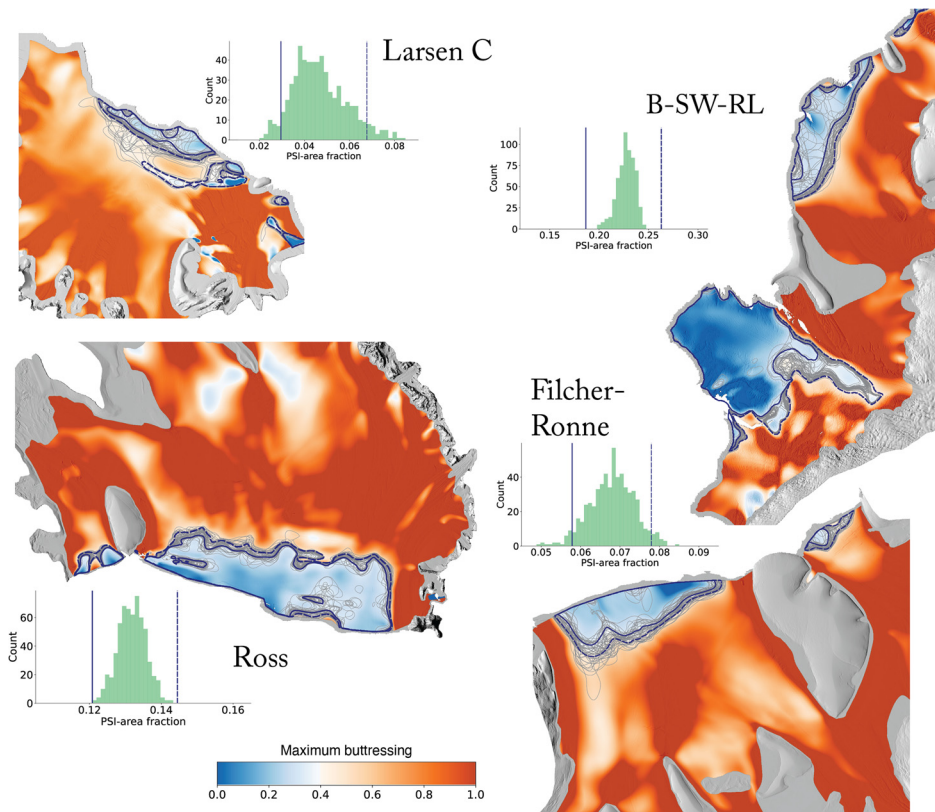 Larsen C
40
30
20
10
0
Count
0.02 0.04 0.06 0.08
PSI-area fraction
B-SW-RL
100
75
50
25
0
Count
0.15 0.20 0.25 0.30
PSI-area fraction
Filcher-
Ronne
40
20
0
Count
0.05 0.06 0.07 0.08 0.09
PSI-area fraction
Ross
60
40
20
0
Count
0.12 0.14 0.16
PSI-area fraction
Maximum buttressing
0.0 0.2 0.4 0.6 0.8 1.0